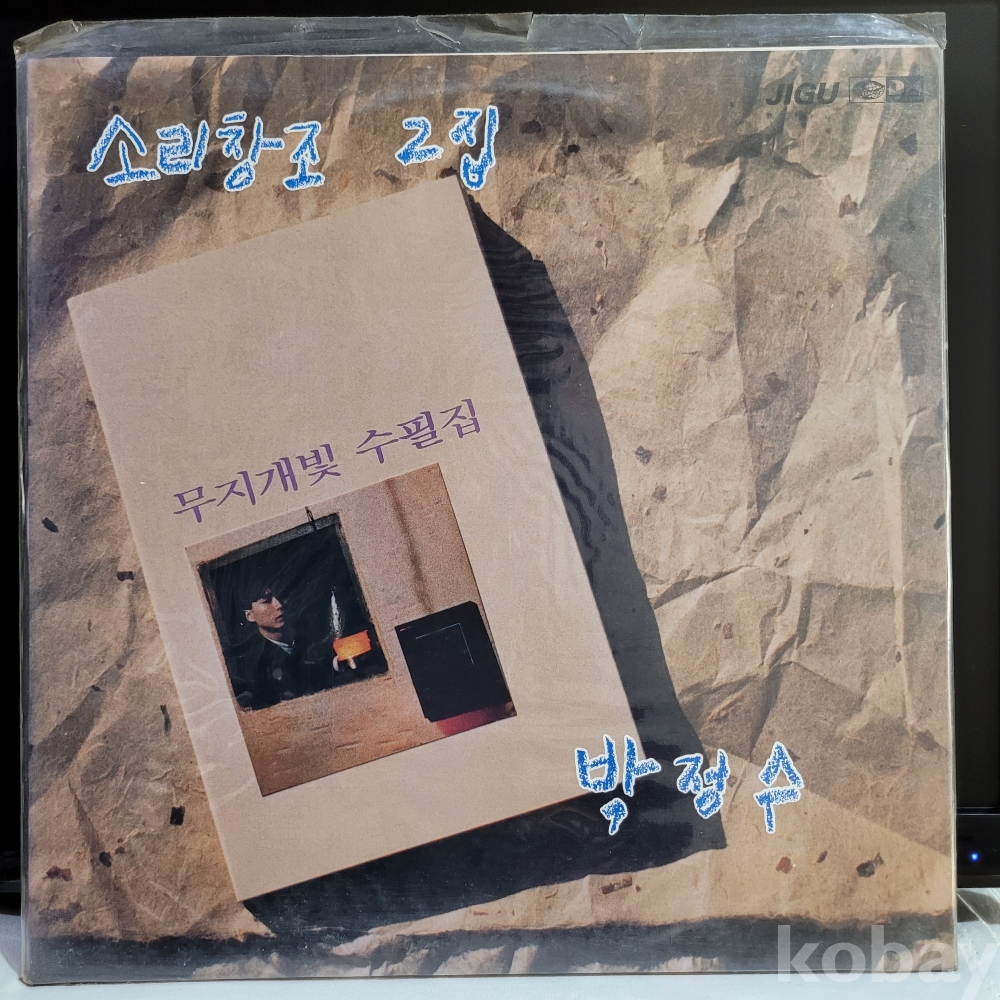 소리창조 2집
JIGU
무지개빛 수필집
박정수
kobay